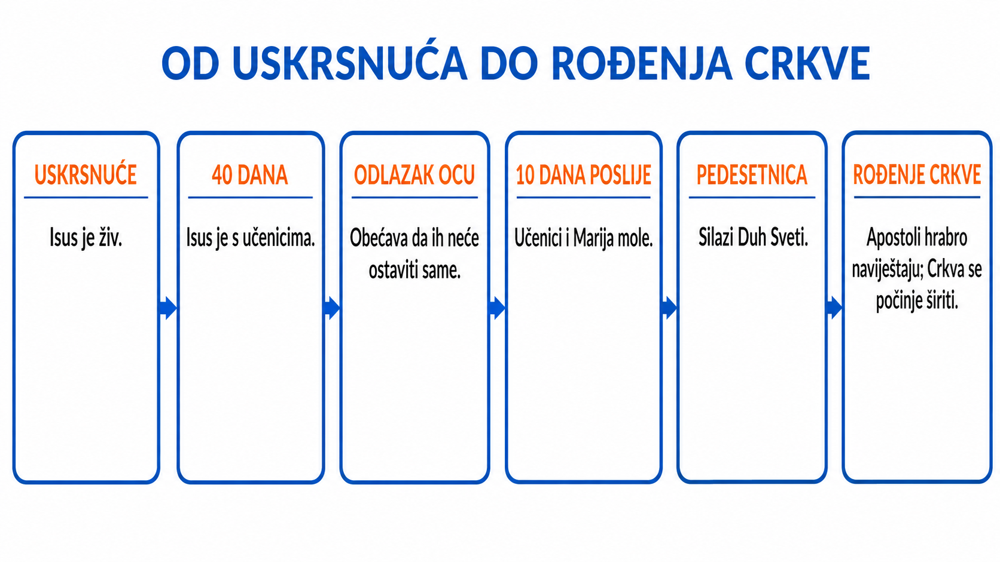 OD USKRSNUĆA DO ROĐENJA CRKVE
USKRSNUĆE
Isus je živ.
40 DANA
Isus je s učenicima.
ODLAZAK OCU
Obećava da ih neće
ostaviti same.
10 DANA POSLIJE
Učenici i Marija mole.
PEDESETNICA
Silazi Duh Sveti.
ROĐENJE CRKVE
Apostoli hrabro
naviještaju; Crkva se
počinje širiti.